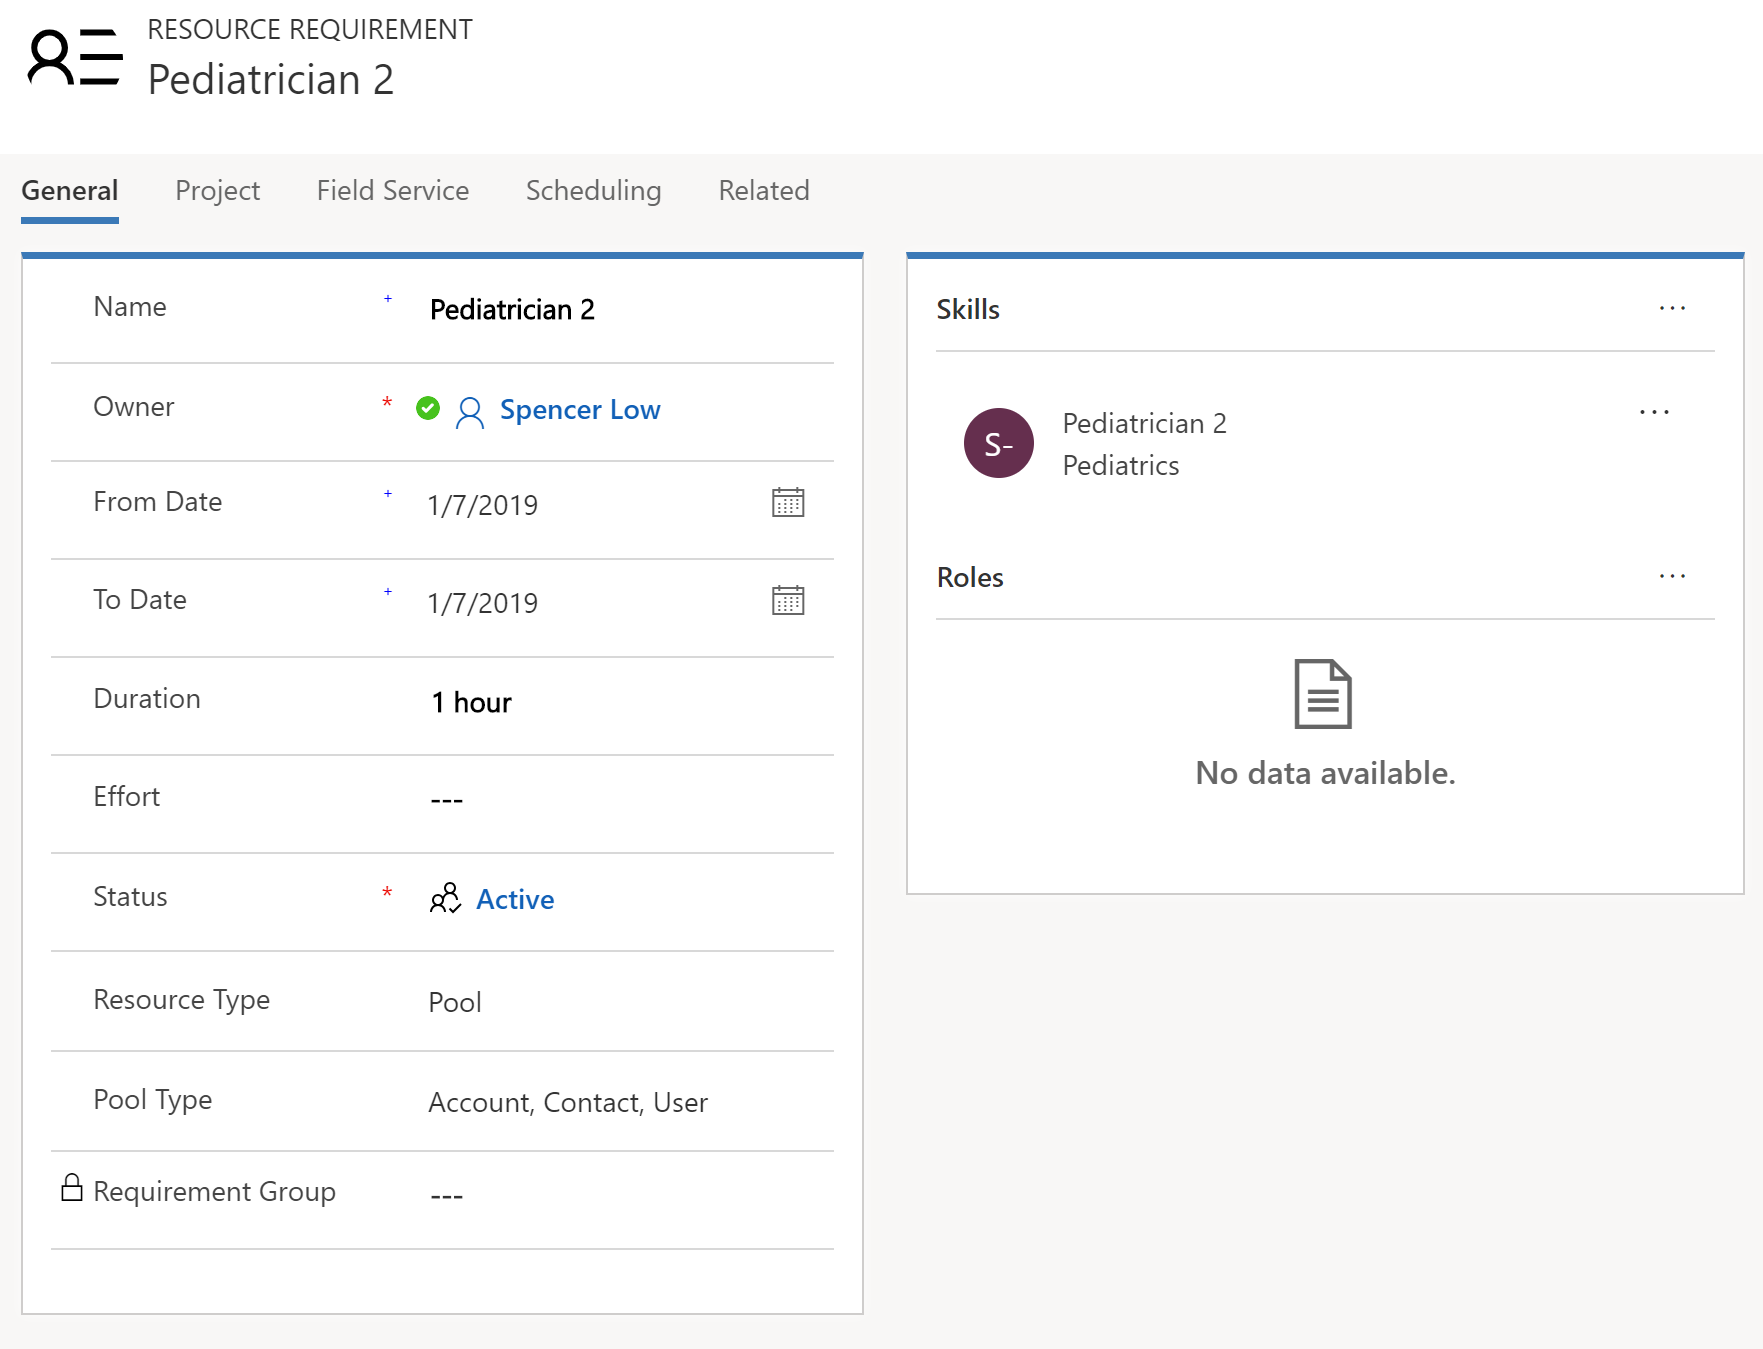 RESOURCE REQUIREMENT
Pediatrician 2
General Project Field Service Scheduling Related
Name + Pediatrician 2
Owner * Spencer Low
From Date + 1/7/2019
To Date + 1/7/2019
Duration 1 hour
Effort ---
Status * Active
Resource Type Pool
Pool Type Account, Contact, User
Requirement Group ---
Skills ...
S- Pediatrician 2 ...
Pediatrics
Roles ...
No data available.